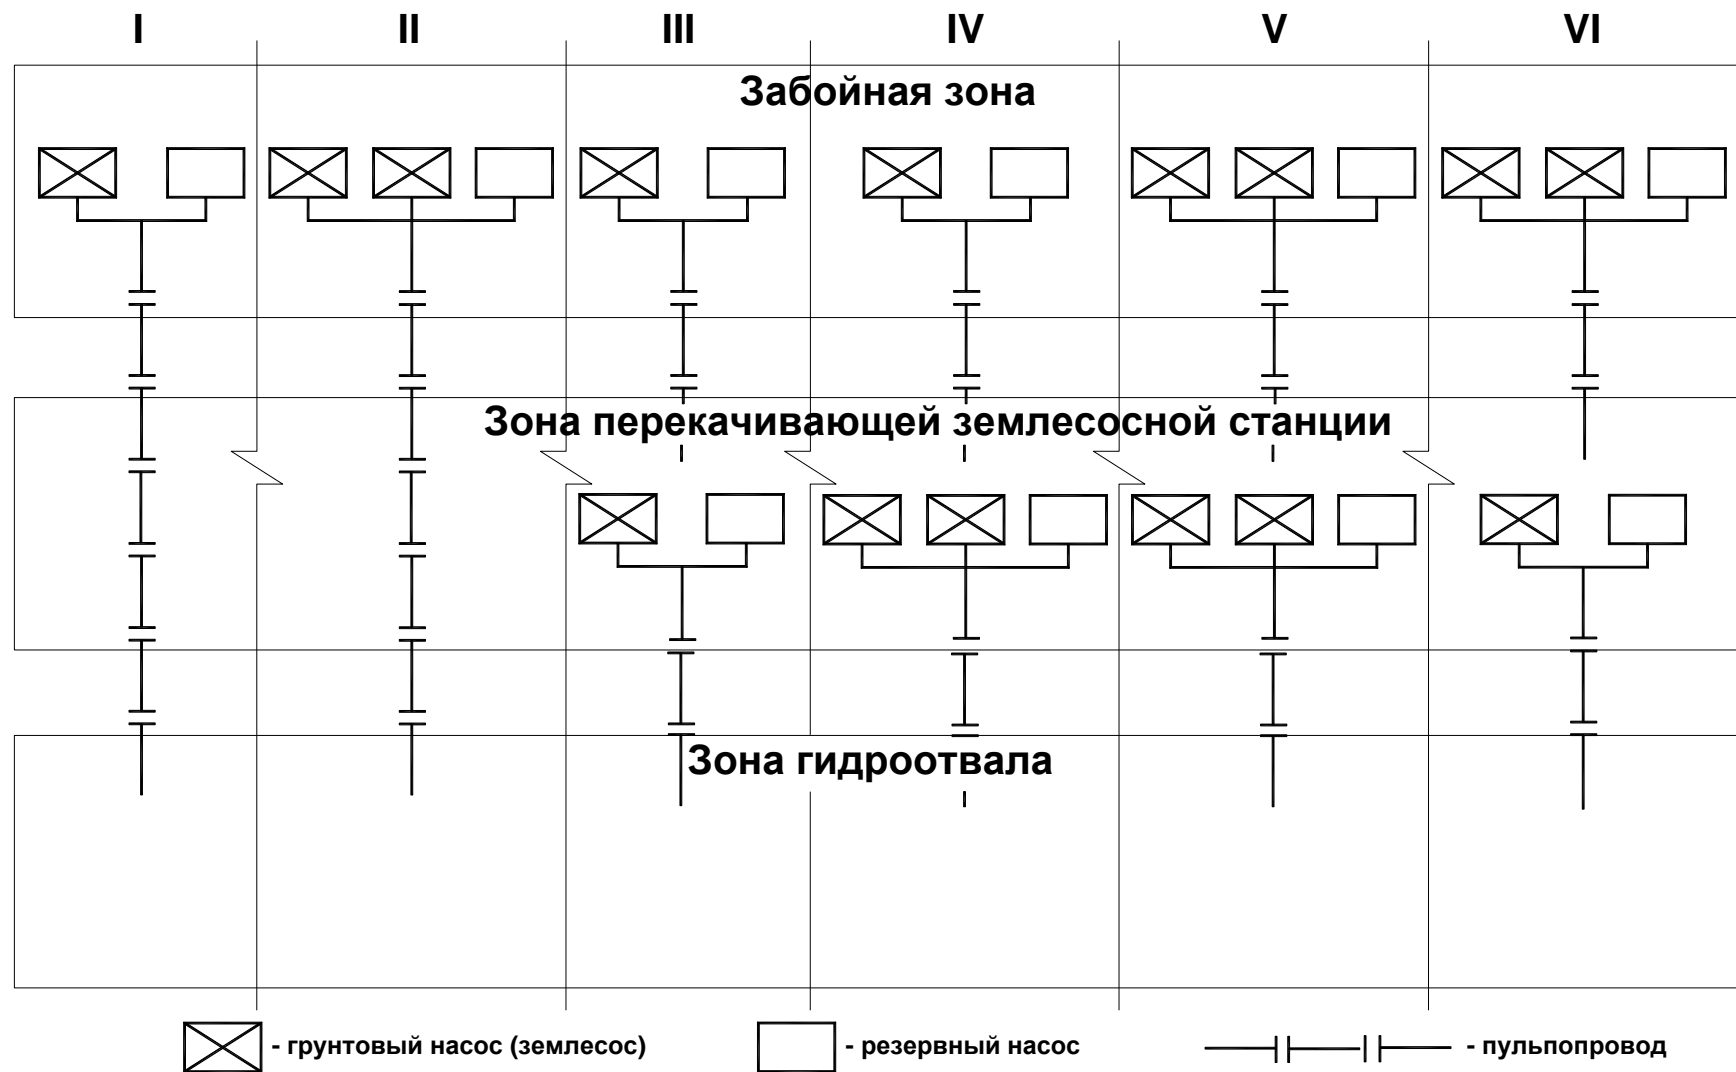 I II III IV V VI
Забойная зона
Зона перекачивающей землесосной станции
Зона гидроотвала
- грунтовый насос (землесос) - резервный насос - пульпопровод